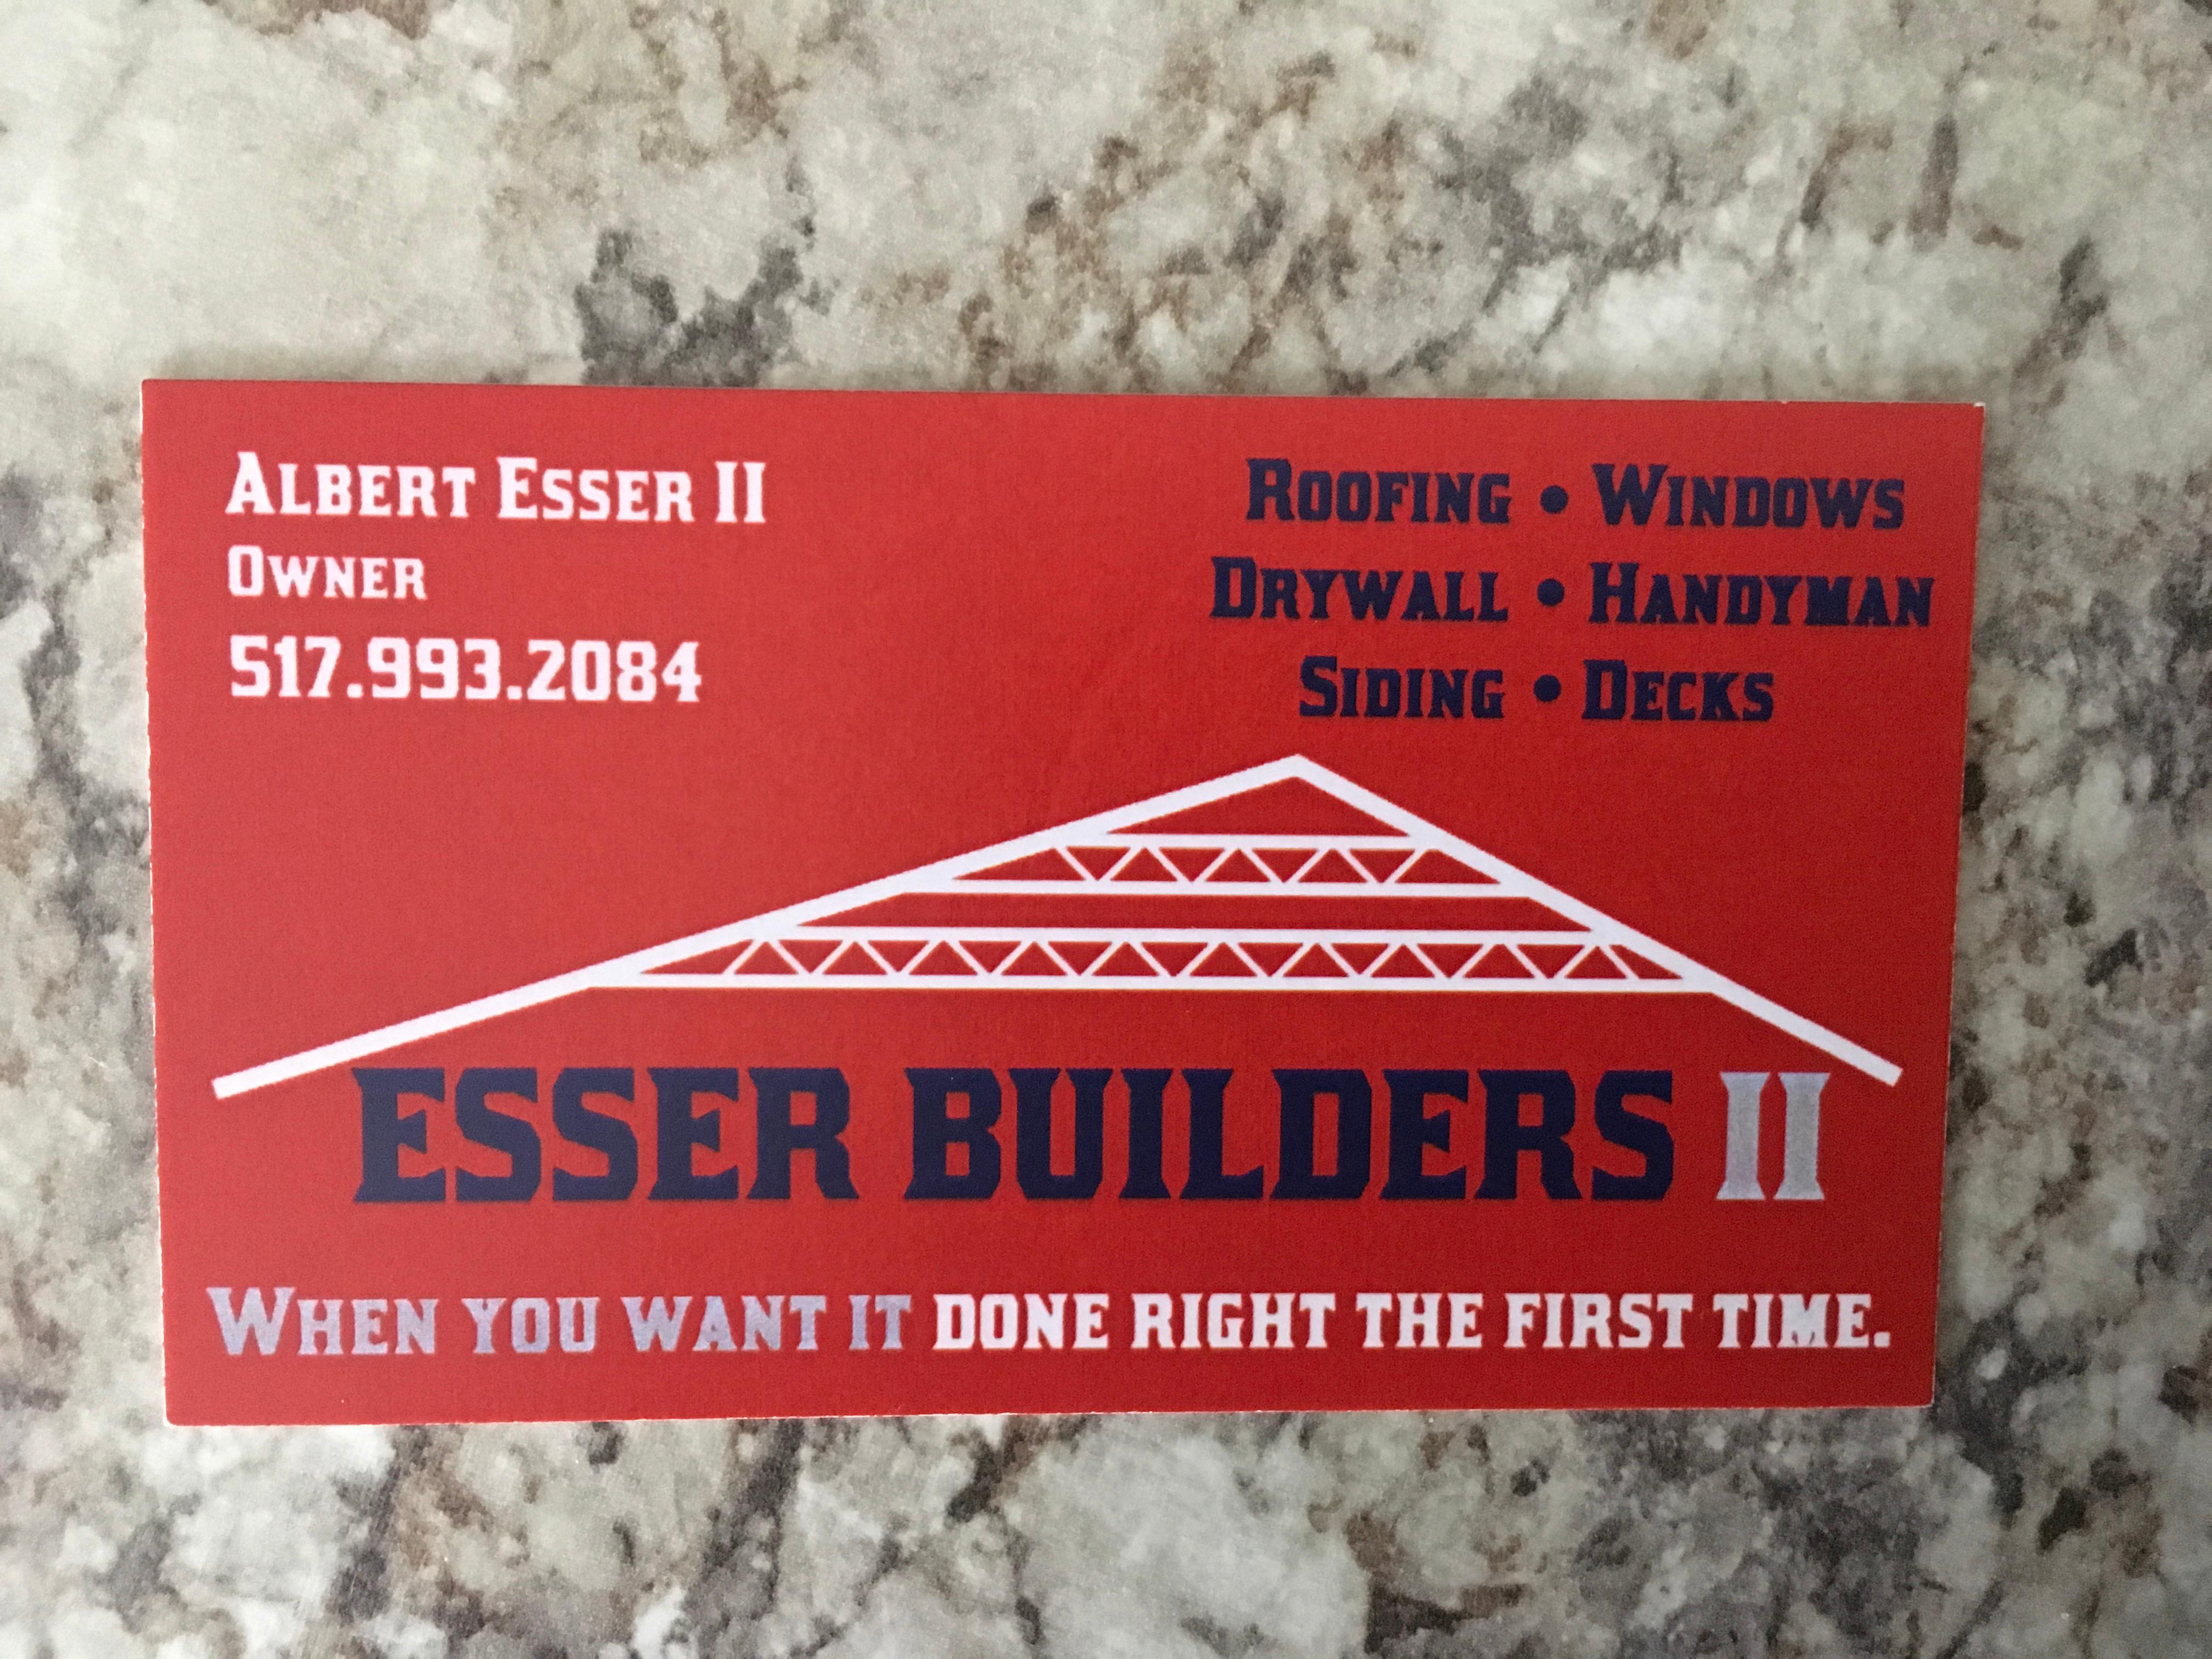 Albert Esser II
Owner
517.993.2084
Roofing • Windows
Drywall • Handyman
Siding • Decks
ESSER BUILDERS II
When you want it done right the first time.